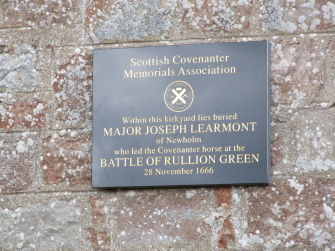 Scottish Covenanter
Memorials Association
Within this kirkyard lies buried
MAJOR JOSEPH LEARMONT
of Newholm
who led the Covenanter horse at the
BATTLE OF RULLION GREEN
28 November 1666